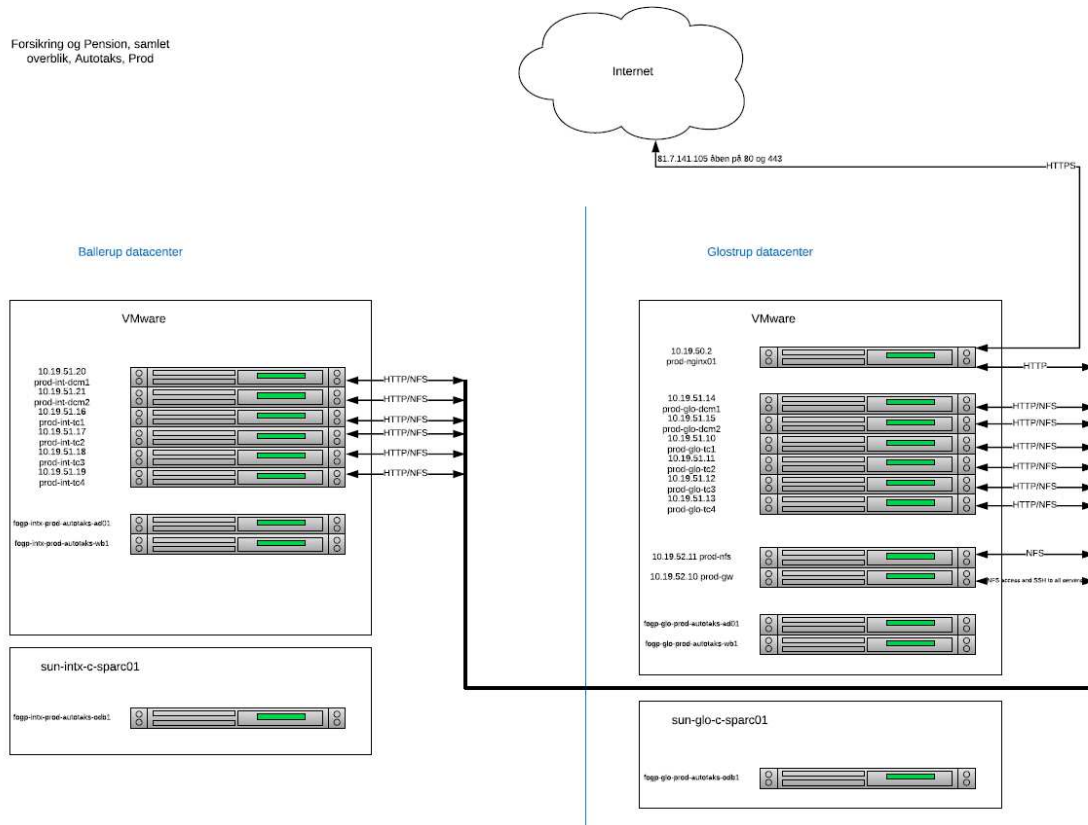 Forsikring og Pension, samlet
overblik, Autotaks, Prod
Internet
81.7.141.105 åben på 80 og 443
HTTPS
Ballerup datacenter
Glostrup datacenter
VMware
10.19.51.20
prod-int-dcm1
10.19.51.21
prod-int-dcm2
10.19.51.16
prod-int-tc1
10.19.51.17
prod-int-tc2
10.19.51.18
prod-int-tc3
10.19.51.19
prod-int-tc4
HTTP/NFS
HTTP/NFS
HTTP/NFS
HTTP/NFS
HTTP/NFS
HTTP/NFS
fogp-intx-prod-autotaks-ad01
fogp-intx-prod-autotaks-wb1
sun-intx-c-sparc01
fogp-intx-prod-autotaks-odb1
VMware
10.19.50.2
prod-nginx01
HTTP
10.19.51.14
prod-glo-dcm1
10.19.51.15
prod-glo-dcm2
10.19.51.10
prod-glo-tc1
10.19.51.11
prod-glo-tc2
10.19.51.12
prod-glo-tc3
10.19.51.13
prod-glo-tc4
HTTP/NFS
HTTP/NFS
HTTP/NFS
HTTP/NFS
HTTP/NFS
HTTP/NFS
10.19.52.11 prod-nfs
NFS
10.19.52.10 prod-gw
NFS access and SSH to all servers
fogp-glo-prod-autotaks-ad01
fogp-glo-prod-autotaks-wb1
sun-glo-c-sparc01
fogp-glo-prod-autotaks-odb1